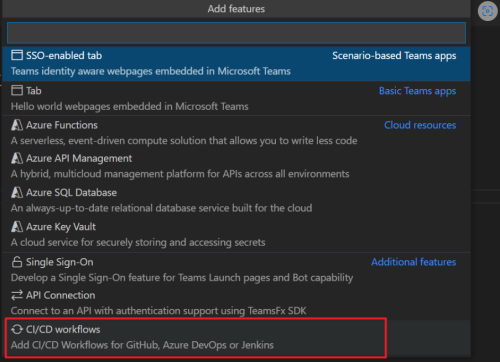 Add features
SSO-enabled tab Scenario-based Teams apps
Teams identity aware webpages embedded in Microsoft Teams
Tab Basic Teams apps
Hello world webpages embedded in Microsoft Teams
Azure Functions Cloud resources
A serverless, event-driven compute solution that allows you to write less code
Azure API Management
A hybrid, multicloud management platform for APIs across all environments
Azure SQL Database
An always-up-to-date relational database service built for the cloud
Azure Key Vault
A cloud service for securely storing and accessing secrets
Single Sign-On Additional features
Develop a Single Sign-On feature for Teams Launch pages and Bot capability
API Connection
Connect to an API with authentication support using TeamsFx SDK
CI/CD workflows
Add CI/CD Workflows for GitHub, Azure DevOps or Jenkins